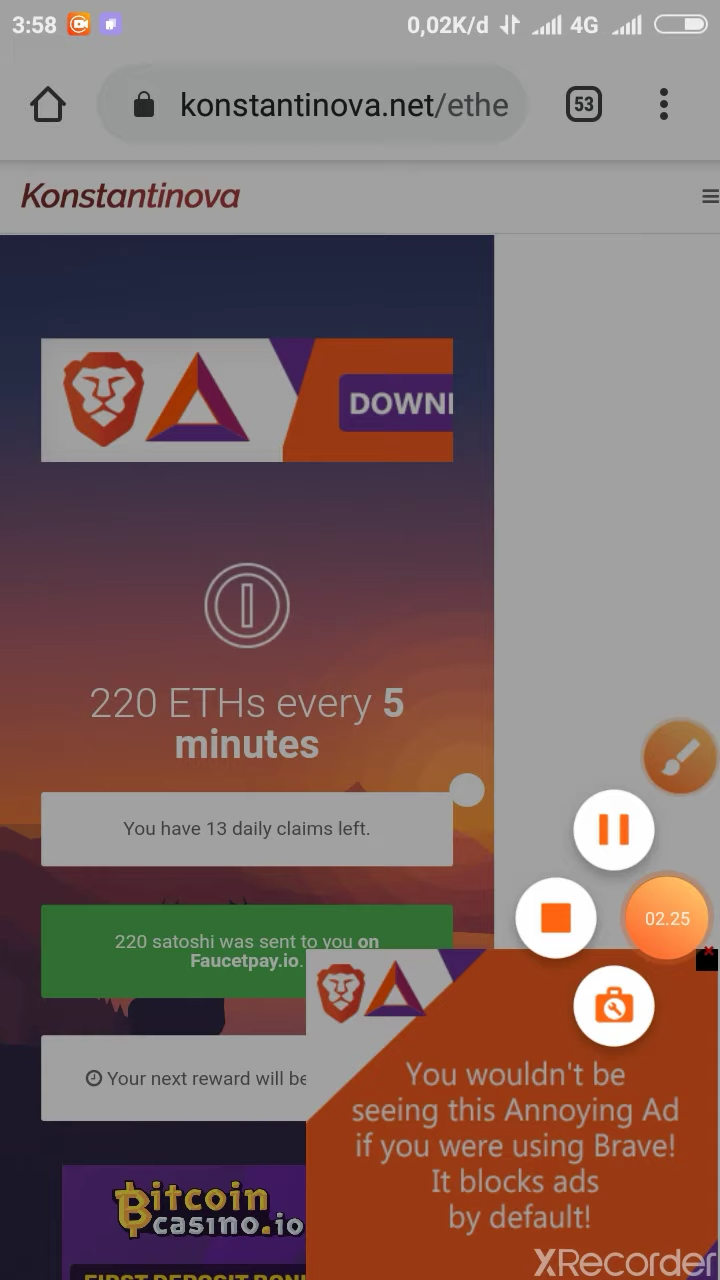 3:58
0,02K/d
4G
konstantinova.net/ethe
53
Konstantinova
DOWN
220 ETHs every 5
minutes
You have 13 daily claims left.
220 satoshi was sent to you on
Faucetpay.io.
02.25
Your next reward will be
You wouldn't be
seeing this Annoying Ad
if you were using Brave!
It blocks ads
by default!
Bitcoin
casino.io
FIRST DEPOSIT
XRecorder